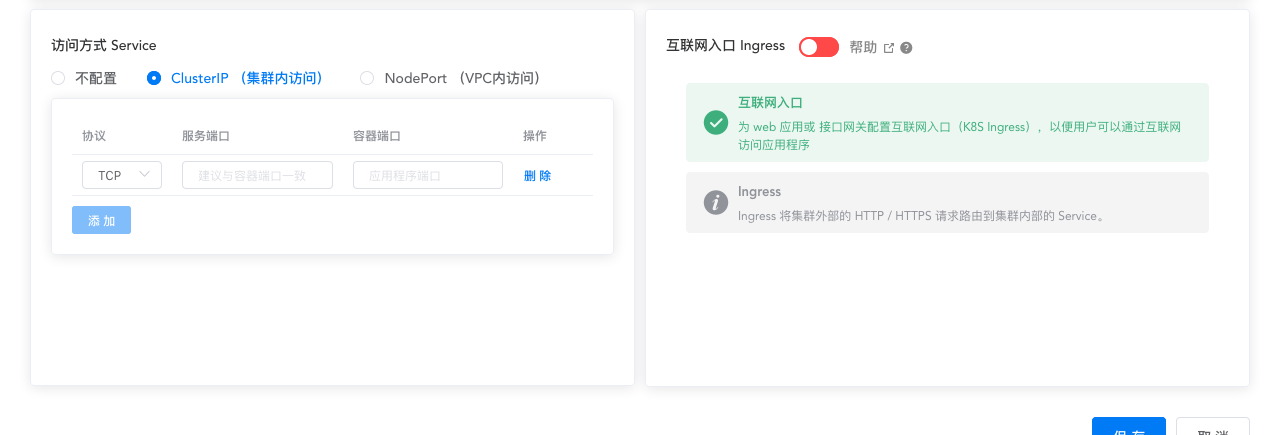 访问方式 Service
不配置 ClusterIP （集群内访问） NodePort （VPC内访问）
协议 服务端口 容器端口 操作
TCP 建议与容器端口一致 应用程序端口 删 除
添 加
互联网入口 Ingress 帮助
互联网入口
为 web 应用或 接口网关配置互联网入口（K8S Ingress），以便用户可以通过互联网
访问应用程序
Ingress
Ingress 将集群外部的 HTTP / HTTPS 请求路由到集群内部的 Service。
保 存 取 消